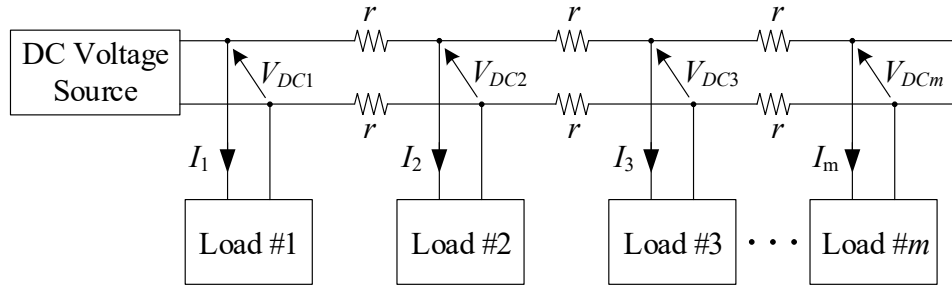 r
r
r
DC Voltage
Source
V_DC1
V_DC2
V_DC3
V_DCm
r
r
r
I_1
I_2
I_3
I_m
Load #1
Load #2
Load #3
· · ·
Load #m